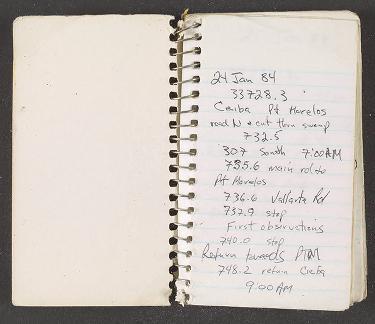 24 Jan 84
33728.3
Ceiba Pt Morelos
road N & cut thru swamp
732.5
307 South 7:00 AM
735.6 main rd to
Pt Morelos
736.6 Vallarta Rd
737.9 stop
First observations
740.0 stop
Return towards PTM
748.2 return Ceiba
9:00 AM